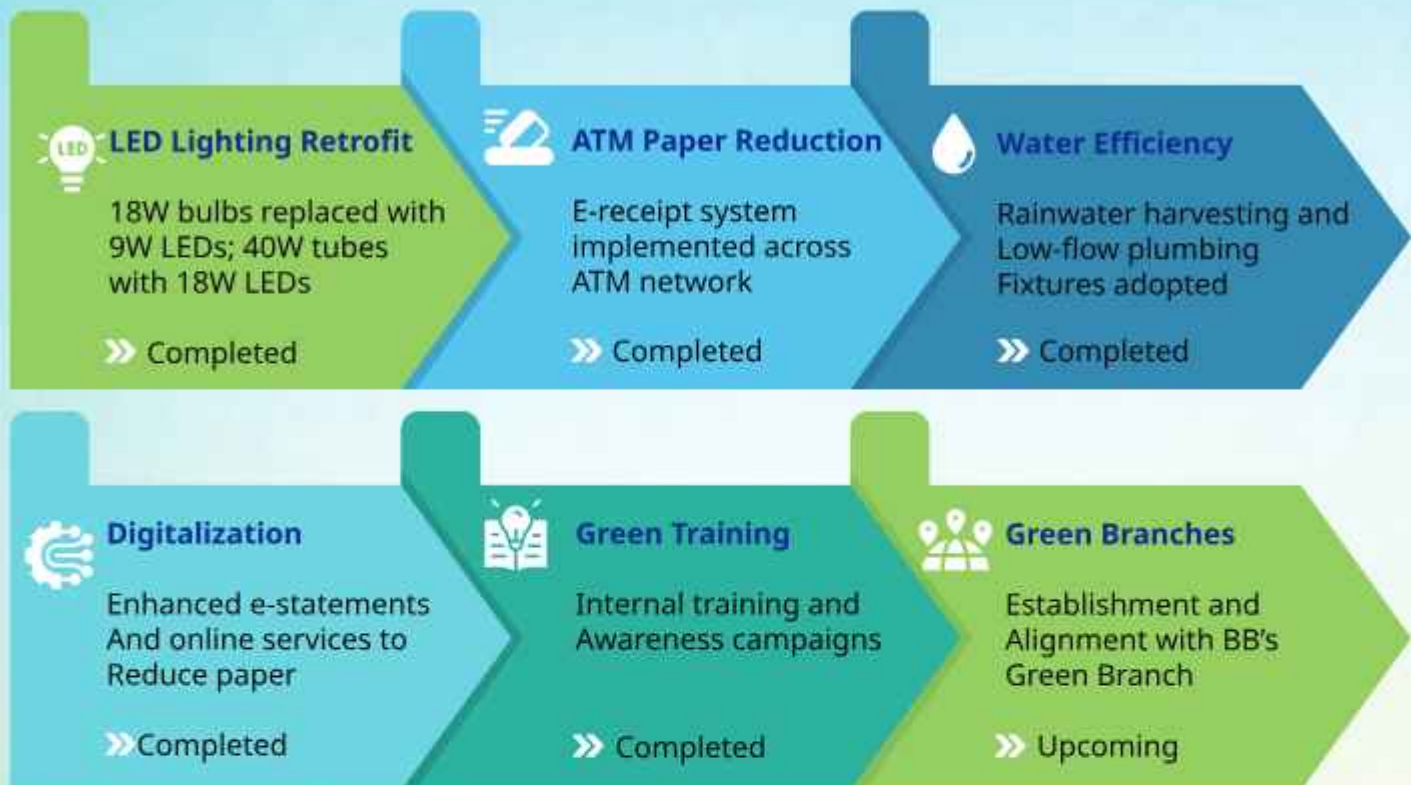 LED
LED Lighting Retrofit
18W bulbs replaced with
9W LEDs; 40W tubes
with 18W LEDs
Completed
ATM Paper Reduction
E-receipt system
implemented across
ATM network
Completed
Water Efficiency
Rainwater harvesting and
Low-flow plumbing
Fixtures adopted
Completed
Digitalization
Enhanced e-statements
And online services to
Reduce paper
Completed
Green Training
Internal training and
Awareness campaigns
Completed
Green Branches
Establishment and
Alignment with BB’s
Green Branch
Upcoming